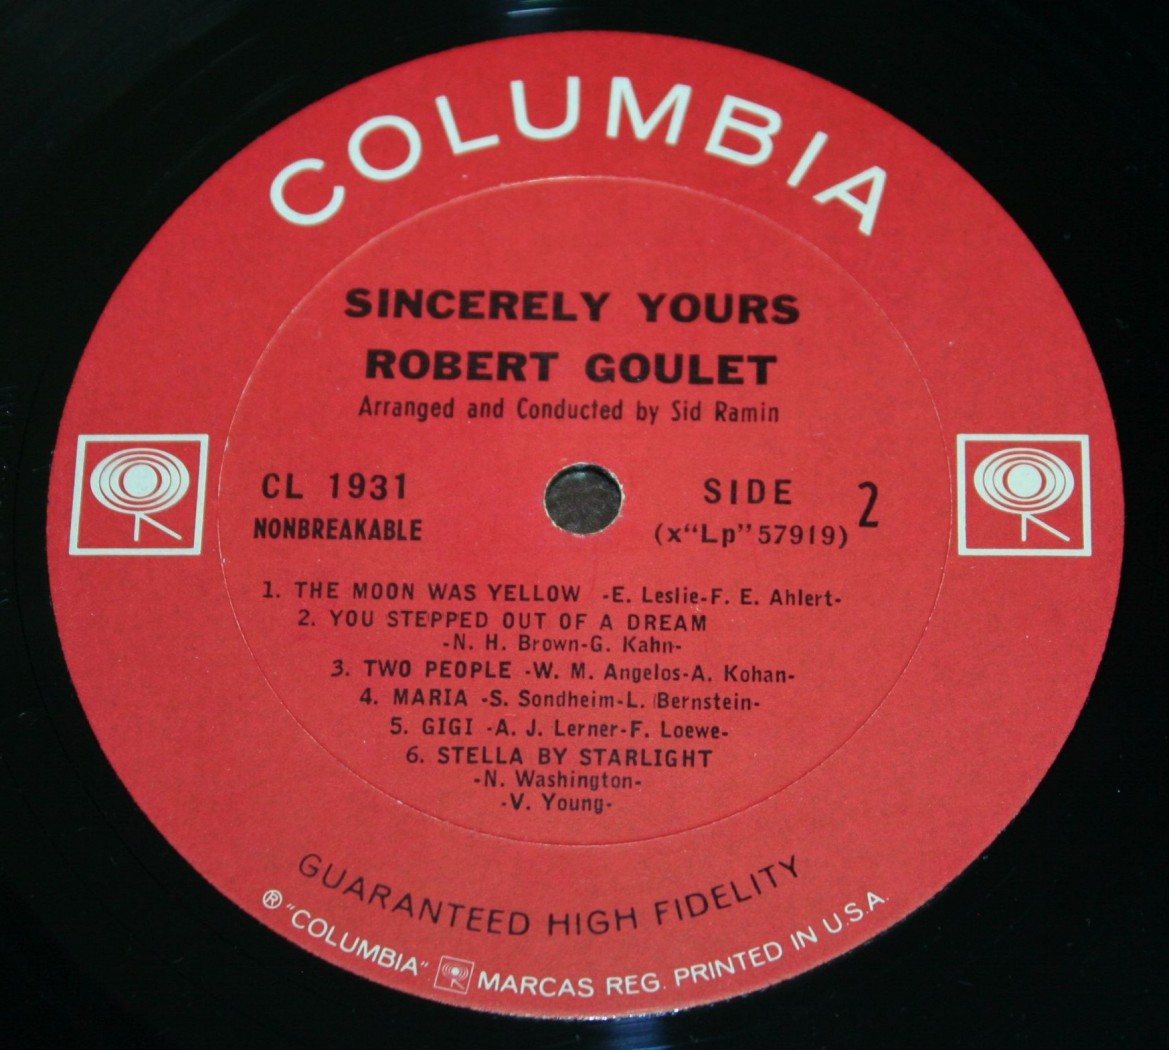 COLUMBIA
SINCERELY YOURS
ROBERT GOULET
Arranged and Conducted by Sid Ramin
CL 1931
NONBREAKABLE
SIDE 2
(x“Lp” 57919)
1. THE MOON WAS YELLOW -E. Leslie-F. E. Ahlert-
2. YOU STEPPED OUT OF A DREAM
-N. H. Brown-G. Kahn-
3. TWO PEOPLE -W. M. Angelos-A. Kohan-
4. MARIA -S. Sondheim-L. Bernstein-
5. GIGI -A. J. Lerner-F. Loewe-
6. STELLA BY STARLIGHT
-N. Washington-
-V. Young-
GUARANTEED HIGH FIDELITY
® "COLUMBIA" MARCAS REG. PRINTED IN U.S.A.